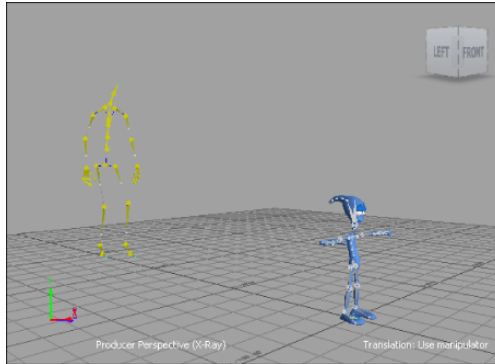 LEFT FRONT
X
Producer Perspective (X-Ray)
Translation: Use manipulator